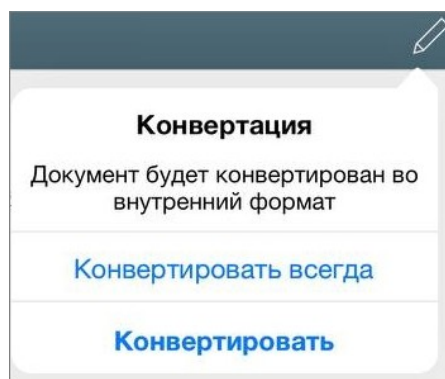 Конвертация
Документ будет конвертирован во
внутренний формат
Конвертировать всегда
Конвертировать